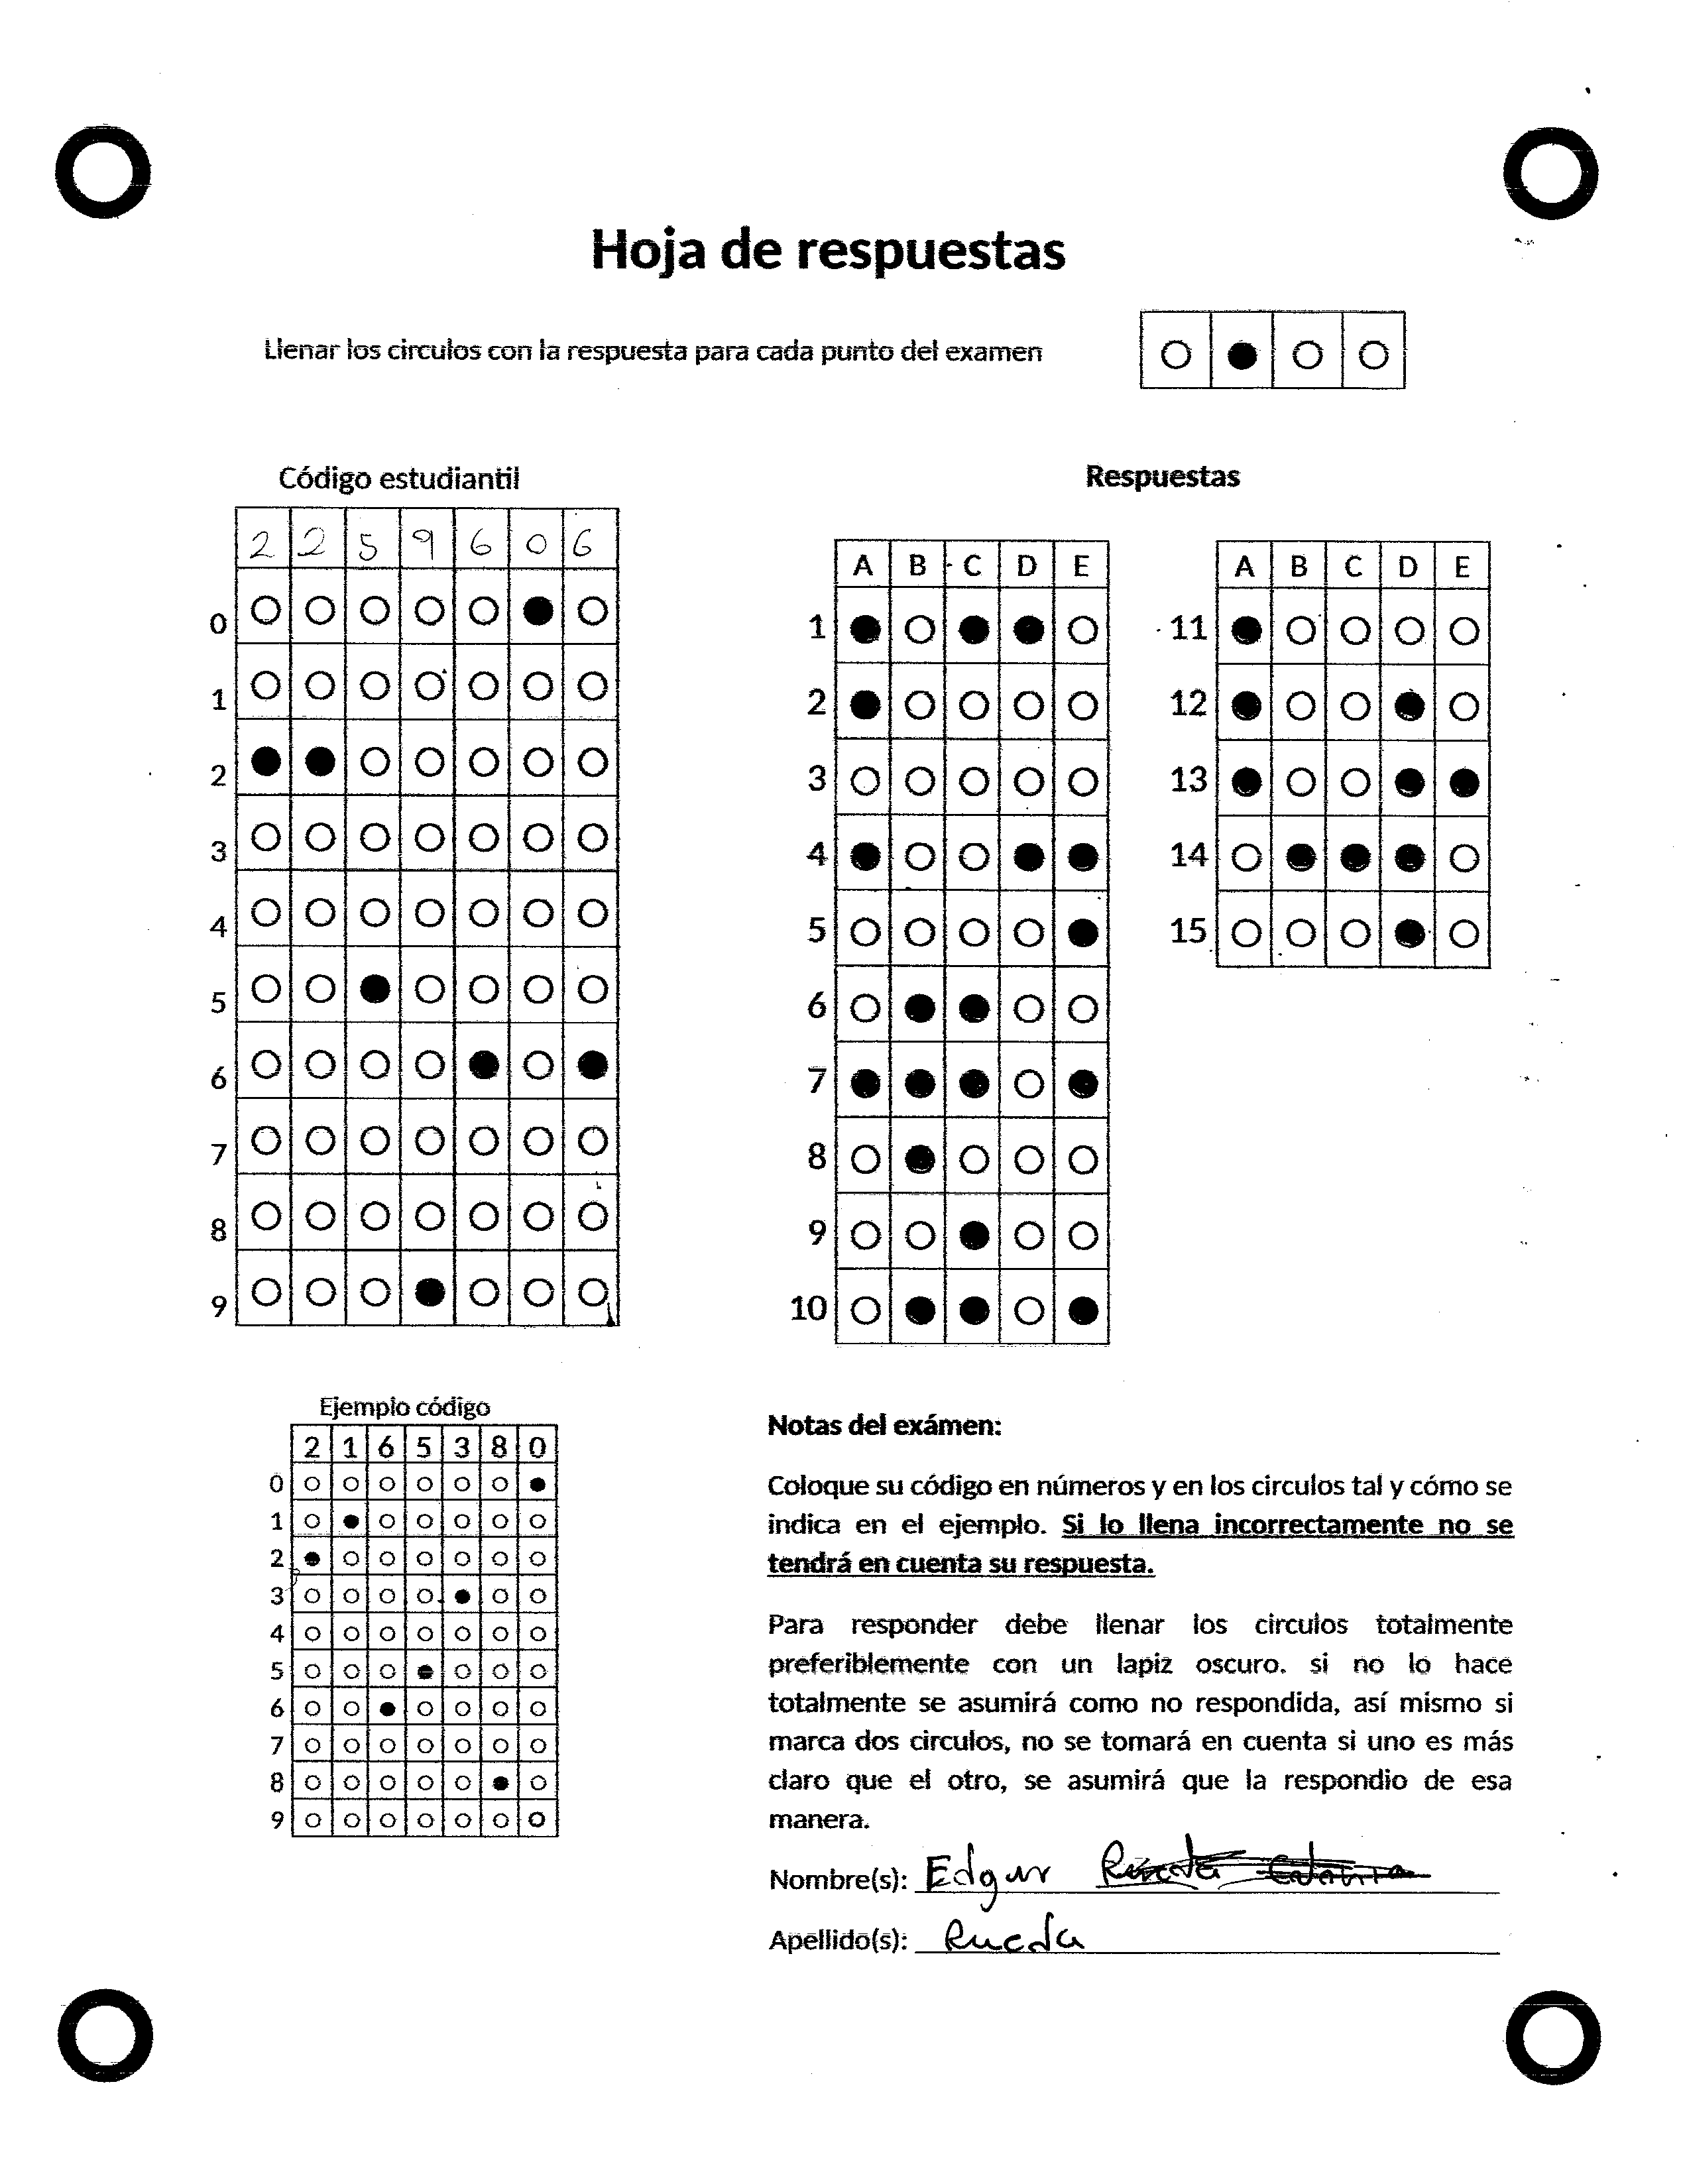 Hoja de respuestas
Llenar los circulos con la respuesta para cada punto del examen
Código estudiantil
2 2 5 9 6 0 6
0
1
2
3
4
5
6
7
8
9
Respuestas
A B C D E
1
2
3
4
5
6
7
8
9
10
A B C D E
11
12
13
14
15
Ejemplo código
2 1 6 5 3 8 0
0
1
2
3
4
5
6
7
8
9
Notas del exámen:
Coloque su código en números y en los circulos tal y cómo se
indica en el ejemplo. Si lo llena incorrectamente no se
tendrá en cuenta su respuesta.
Para responder debe llenar los circulos totalmente
preferiblemente con un lapiz oscuro. si no lo hace
totalmente se asumirá como no respondida, así mismo si
marca dos circulos, no se tomará en cuenta si uno es más
claro que el otro, se asumirá que la respondio de esa
manera.
Nombre(s): Edgar
Apellido(s): Rueda